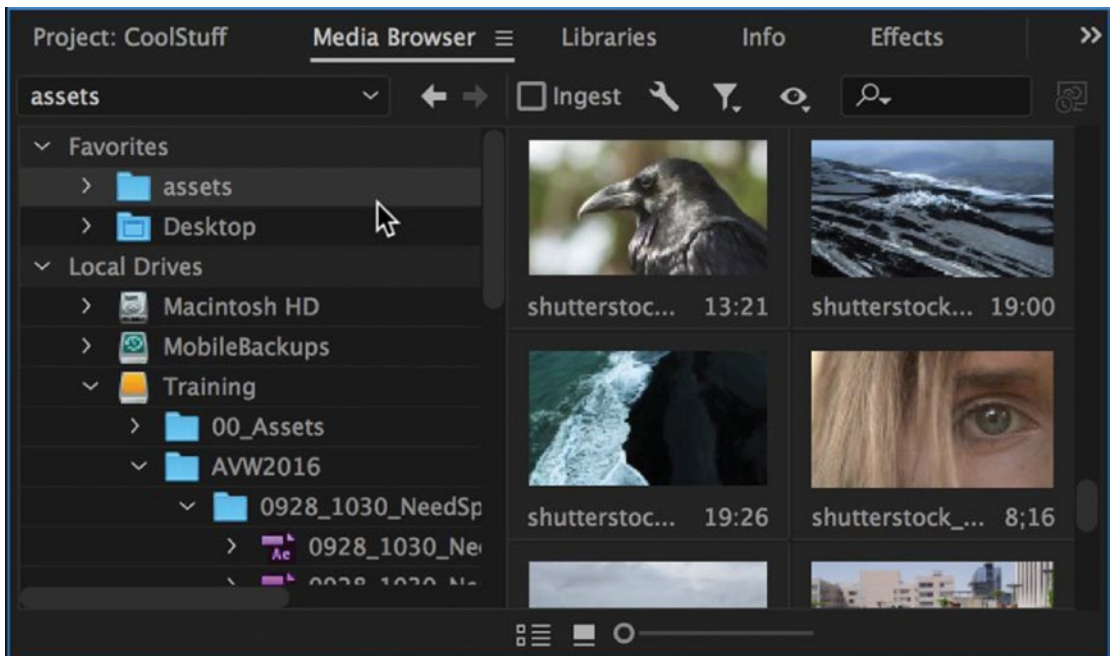 Project: CoolStuff Media Browser Libraries Info Effects
assets Ingest
Favorites
assets
Desktop
Local Drives
Macintosh HD
MobileBackups
Training
00_Assets
AVW2016
0928_1030_NeedSp
Ae 0928_1030_Ne
shutterstoc... 13:21
shutterstock... 19:00
shutterstoc... 19:26
shutterstock_... 8;16